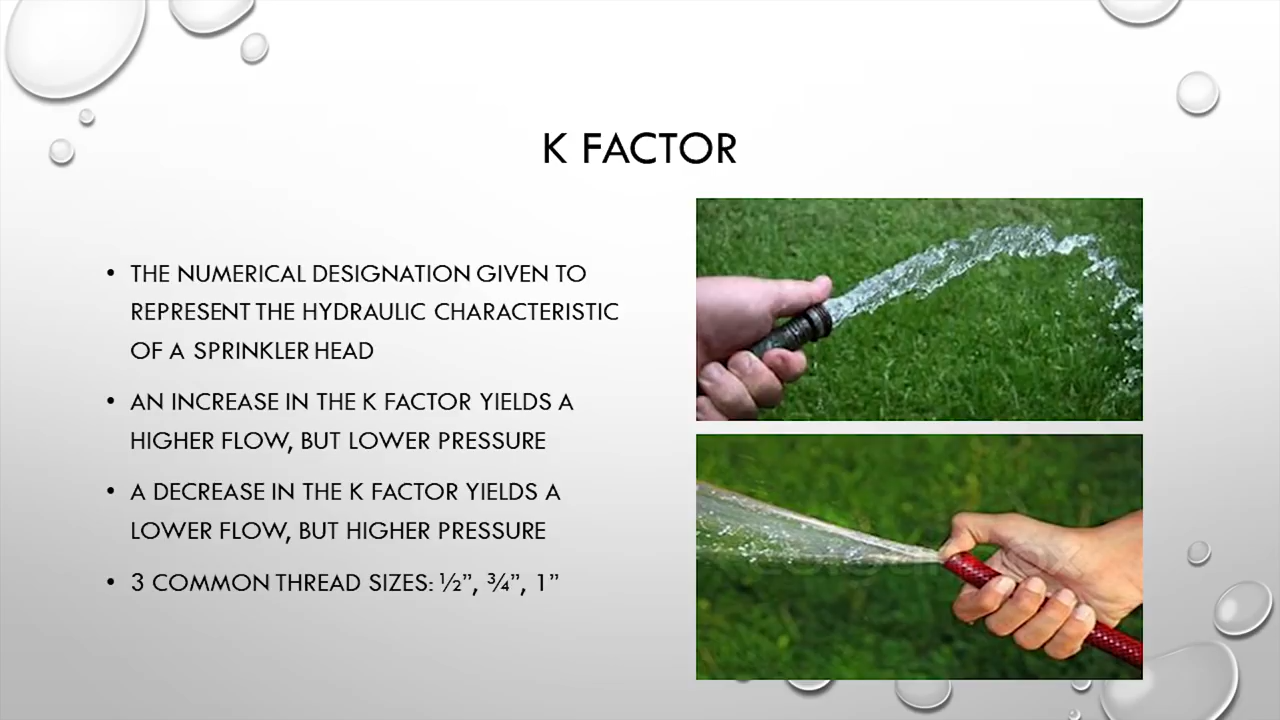 K FACTOR
• THE NUMERICAL DESIGNATION GIVEN TO
REPRESENT THE HYDRAULIC CHARACTERISTIC
OF A SPRINKLER HEAD
• AN INCREASE IN THE K FACTOR YIELDS A
HIGHER FLOW, BUT LOWER PRESSURE
• A DECREASE IN THE K FACTOR YIELDS A
LOWER FLOW, BUT HIGHER PRESSURE
• 3 COMMON THREAD SIZES: ½”, ¾”, 1”